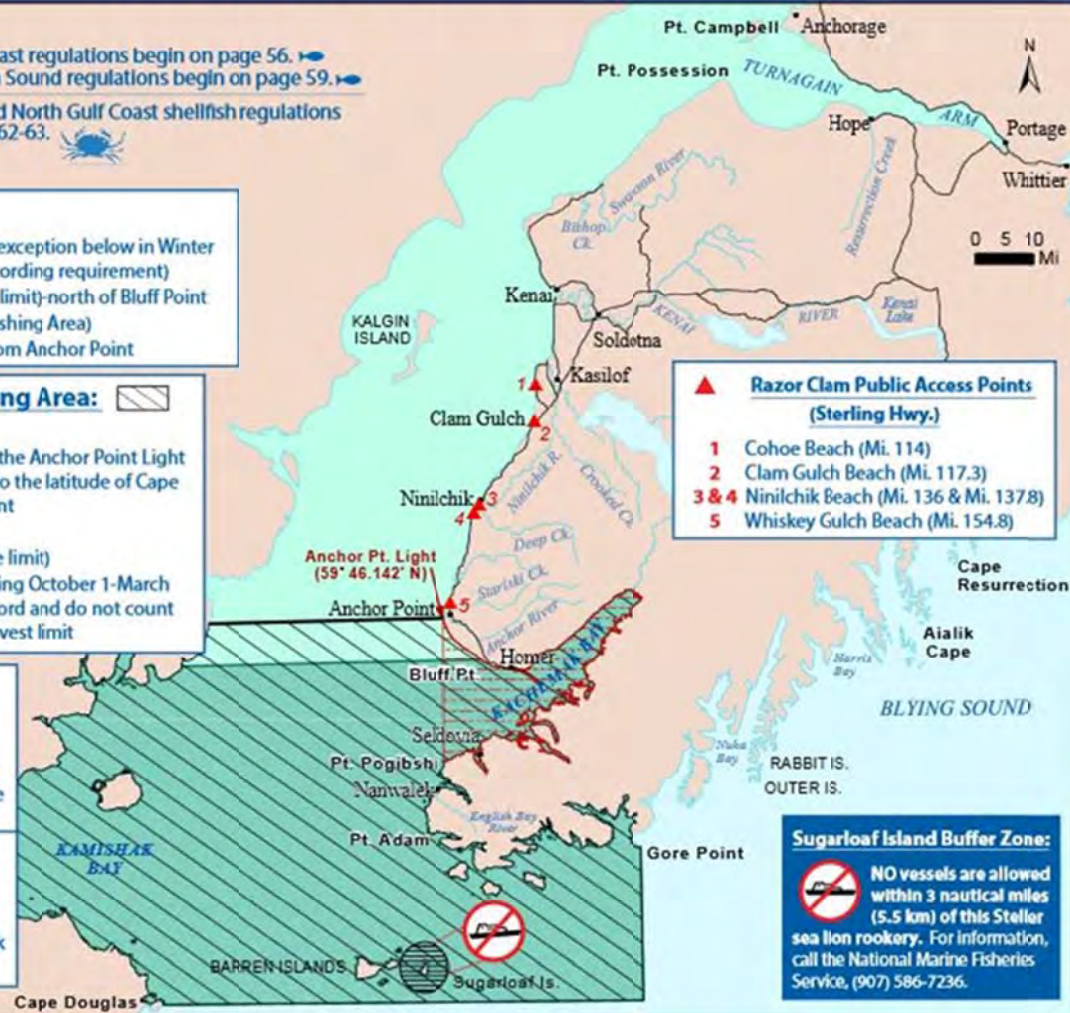 ast regulations begin on page 56.
Sound regulations begin on page 59.
d North Gulf Coast shellfish regulations
62-63.
exception below in Winter
ording requirement)
limit)-north of Bluff Point
shing Area)
om Anchor Point
ng Area:
the Anchor Point Light
o the latitude of Cape
nt
e limit)
ing October 1-March
ord and do not count
vest limit
e
k
Pt. Campbell
Anchorage
Pt. Possession
TURNAGAIN
ARM
N
Hope
Portage
Whittier
Resurrection Creek
0 5 10
Mi
Swanson River
Bishop
Ck.
Kenai
Soldotna
KENAI
RIVER
Kenai
Lake
KALGIN
ISLAND
1
Kasilof
Clam Gulch
2
Ninilchik
3
4
Ninilchik R.
Crooked Ck.
Deep Ck.
Stariski Ck.
Anchor River
Anchor Pt. Light
(59° 46.142' N)
Anchor Point
5
Razor Clam Public Access Points
(Sterling Hwy.)
1 Cohoe Beach (Mi. 114)
2 Clam Gulch Beach (Mi. 117.3)
3 & 4 Ninilchik Beach (Mi. 136 & Mi. 137.8)
5 Whiskey Gulch Beach (Mi. 154.8)
Cape
Resurrection
Aialik
Cape
Harris
Bay
BLYING SOUND
Nuka
Bay
RABBIT IS.
OUTER IS.
Homer
Bluff Pt.
KACHEMAK BAY
Seldovia
Pt. Pogibshi
Nanwalek
English Bay
River
Pt. Adam
Gore Point
KAMISHAK
BAY
BARREN ISLANDS
Sugarloaf Is.
Cape Douglas
Sugarloaf Island Buffer Zone:
NO vessels are allowed
within 3 nautical miles
(5.5 km) of this Steller
sea lion rookery. For information,
call the National Marine Fisheries
Service, (907) 586-7236.